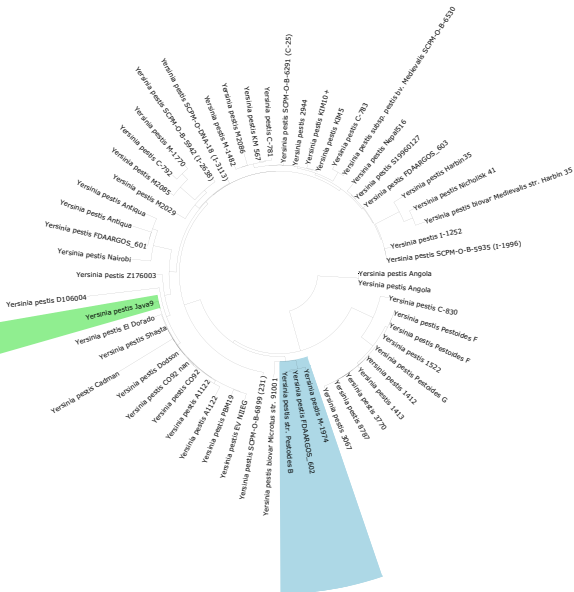 Yersinia pestis subsp. pestis bv. Medievalis SCPM-O-B-6530
Yersinia pestis SCPM-O-B-6291 (C-25)
Yersinia pestis 2944
Yersinia pestis KIM10+
Yersinia pestis KIM5
Yersinia pestis C-783
Yersinia pestis Nepal516
Yersinia pestis S19960127
Yersinia pestis FDAARGOS_603
Yersinia pestis Harbin35
Yersinia pestis Nicholisk 41
Yersinia pestis biovar Medievalis str. Harbin 35
Yersinia pestis I-1252
Yersinia pestis SCPM-O-B-5935 (I-1996)
Yersinia pestis Angola
Yersinia pestis Angola
Yersinia pestis C-830
Yersinia pestis Pestoides F
Yersinia pestis Pestoides F
Yersinia pestis 1522
Yersinia pestis Pestoides G
Yersinia pestis 1412
Yersinia pestis 1413
Yersinia pestis 3770
Yersinia pestis 8787
Yersinia pestis 3067
Yersinia pestis M-1974
Yersinia pestis FDAARGOS_602
Yersinia pestis str. Pestoides B
Yersinia pestis biovar Microtus str. 91001
Yersinia pestis SCPM-O-B-6899 (231)
Yersinia pestis EV NIIEG
Yersinia pestis PBM19
Yersinia pestis A1122
Yersinia pestis A1122
Yersinia pestis CO92
Yersinia pestis CO92_nan
Yersinia pestis Dodson
Yersinia pestis Cadman
Yersinia pestis Shasta
Yersinia pestis El Dorado
Yersinia pestis Java9
Yersinia pestis D106004
Yersinia pestis Z176003
Yersinia pestis Nairobi
Yersinia pestis FDAARGOS_601
Yersinia pestis Antiqua
Yersinia pestis Antiqua
Yersinia pestis M2029
Yersinia pestis M2085
Yersinia pestis C-792
Yersinia pestis M-1770
Yersinia pestis SCPM-O-B-5942 (I-2638)
Yersinia pestis SCPM-O-DNA-18 (I-3113)
Yersinia pestis M-1482
Yersinia pestis M2086
Yersinia pestis KM 567
Yersinia pestis C-781